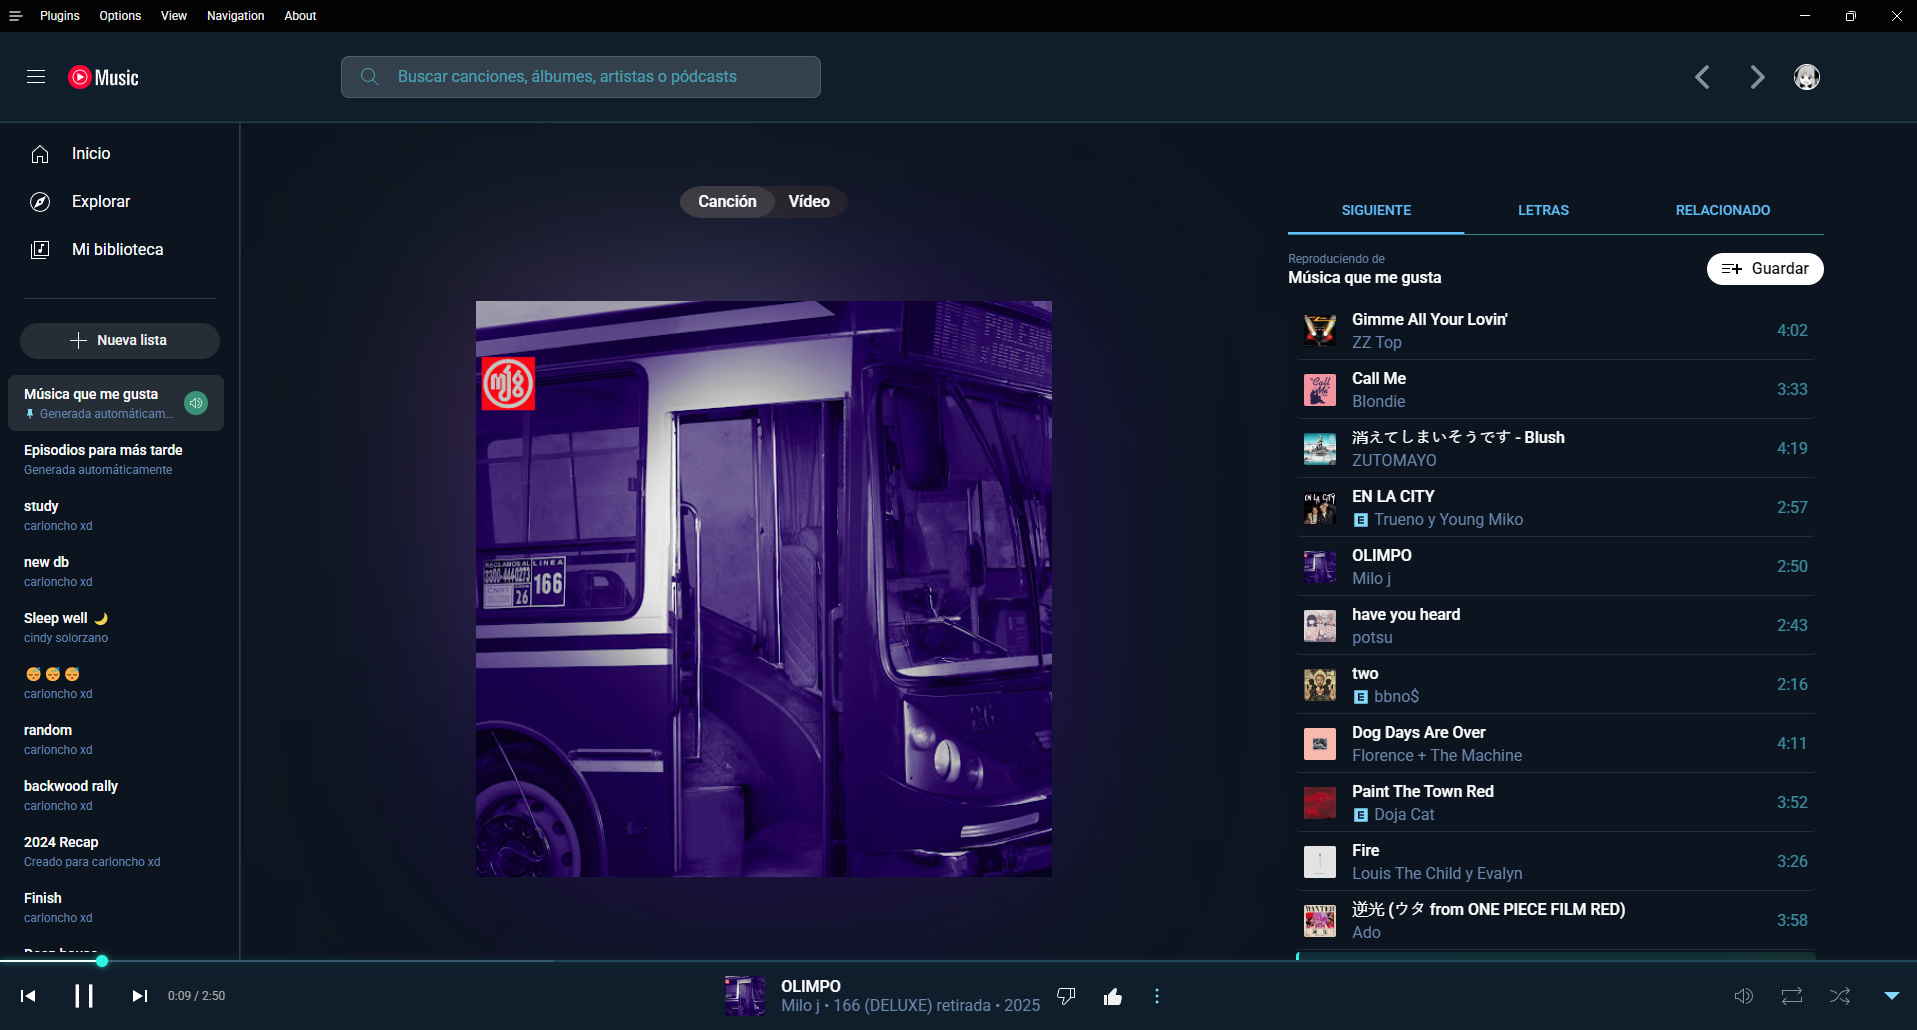 Plugins Options View Navigation About
Music
Buscar canciones, álbumes, artistas o pódcasts
Inicio
Explorar
Mi biblioteca
Nueva lista
Música que me gusta
Generada automáticam...
Episodios para más tarde
Generada automáticamente
study
carloncho xd
new db
carloncho xd
Sleep well 🌙
cindy solorzano
😴 😴 😴
carloncho xd
random
carloncho xd
backwood rally
carloncho xd
2024 Recap
Creado para carloncho xd
Finish
carloncho xd
Canción Vídeo
mj8
RECLAMOS AL
LINEA
166
26
SIGUIENTE LETRAS RELACIONADO
Reproduciendo de
Música que me gusta
Guardar
Gimme All Your Lovin'
ZZ Top
4:02
Call Me
Blondie
3:33
消えてしまいそうです - Blush
ZUTOMAYO
4:19
EN LA CITY
E Trueno y Young Miko
2:57
OLIMPO
Milo j
2:50
have you heard
potsu
2:43
two
E bbno$
2:16
Dog Days Are Over
Florence + The Machine
4:11
Paint The Town Red
E Doja Cat
3:52
Fire
Louis The Child y Evalyn
3:26
逆光 (ウタ from ONE PIECE FILM RED)
Ado
3:58
0:09 / 2:50
OLIMPO
Milo j • 166 (DELUXE) retirada • 2025